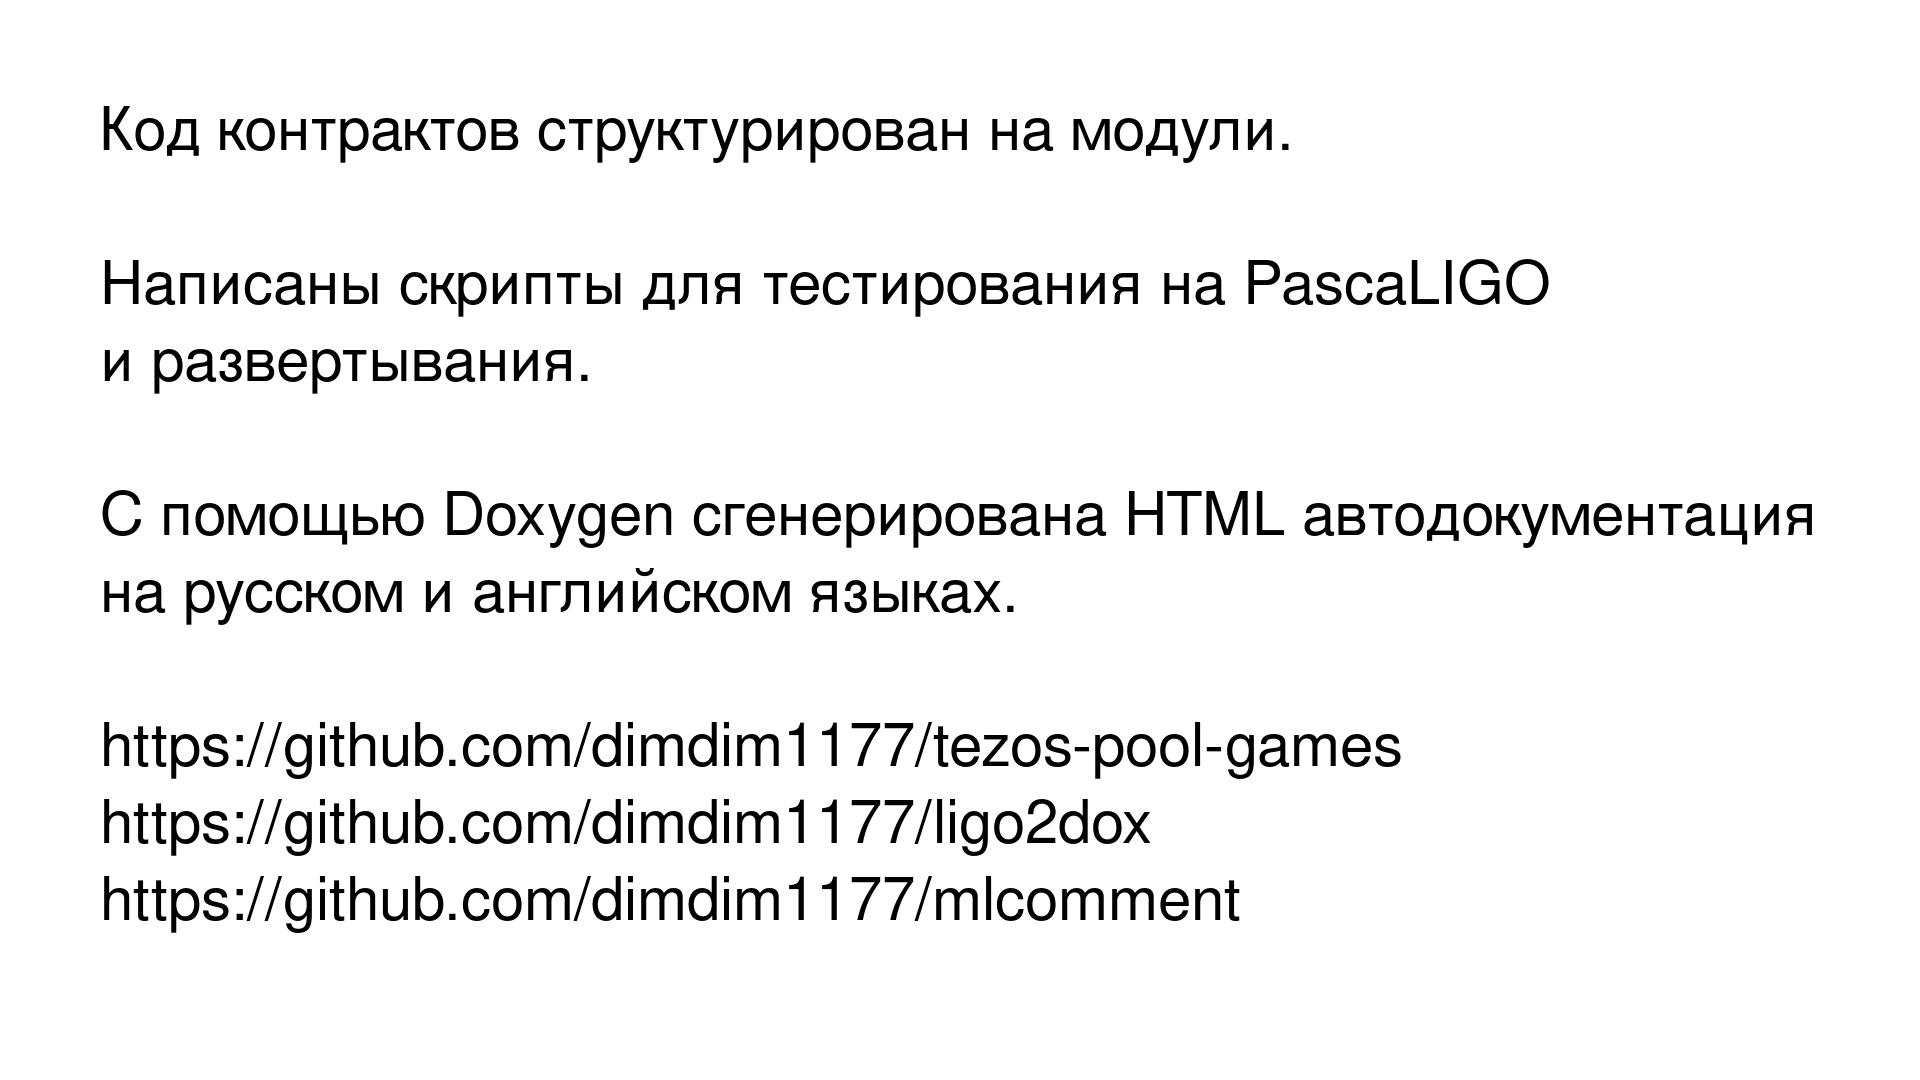 Код контрактов структурирован на модули.
Написаны скрипты для тестирования на PascaLIGO
и развертывания.
С помощью Doxygen сгенерирована HTML автодокументация
на русском и английском языках.
https://github.com/dimdim1177/tezos-pool-games
https://github.com/dimdim1177/ligo2dox
https://github.com/dimdim1177/mlcomment